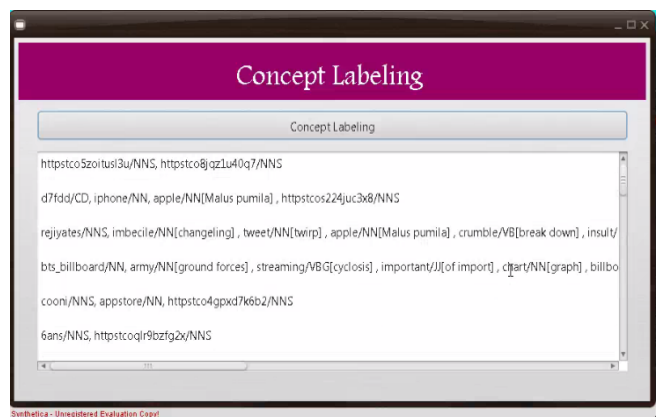 Concept Labeling
Concept Labeling
httpstco5zoitusl3u/NNS, httpstco8jqz1u40q7/NNS
d7fdd/CD, iphone/NN, apple/NN[Malus pumila] , httpstcos224juc3x8/NNS
rejiyates/NNS, imbecile/NN[changeling] , tweet/NN[twirp] , apple/NN[Malus pumila] , crumble/VB[break down] , insult/
bts_billboard/NN, army/NN[ground forces] , streaming/VBG[cyclosis] , important/JJ[of import] , chart/NN[graph] , billbo
cooni/NNS, appstore/NN, httpstco4gpxd7k6b2/NNS
6ans/NNS, httpstcoqlr9bzfg2x/NNS
Synthetica - Unregistered Evaluation Copy!